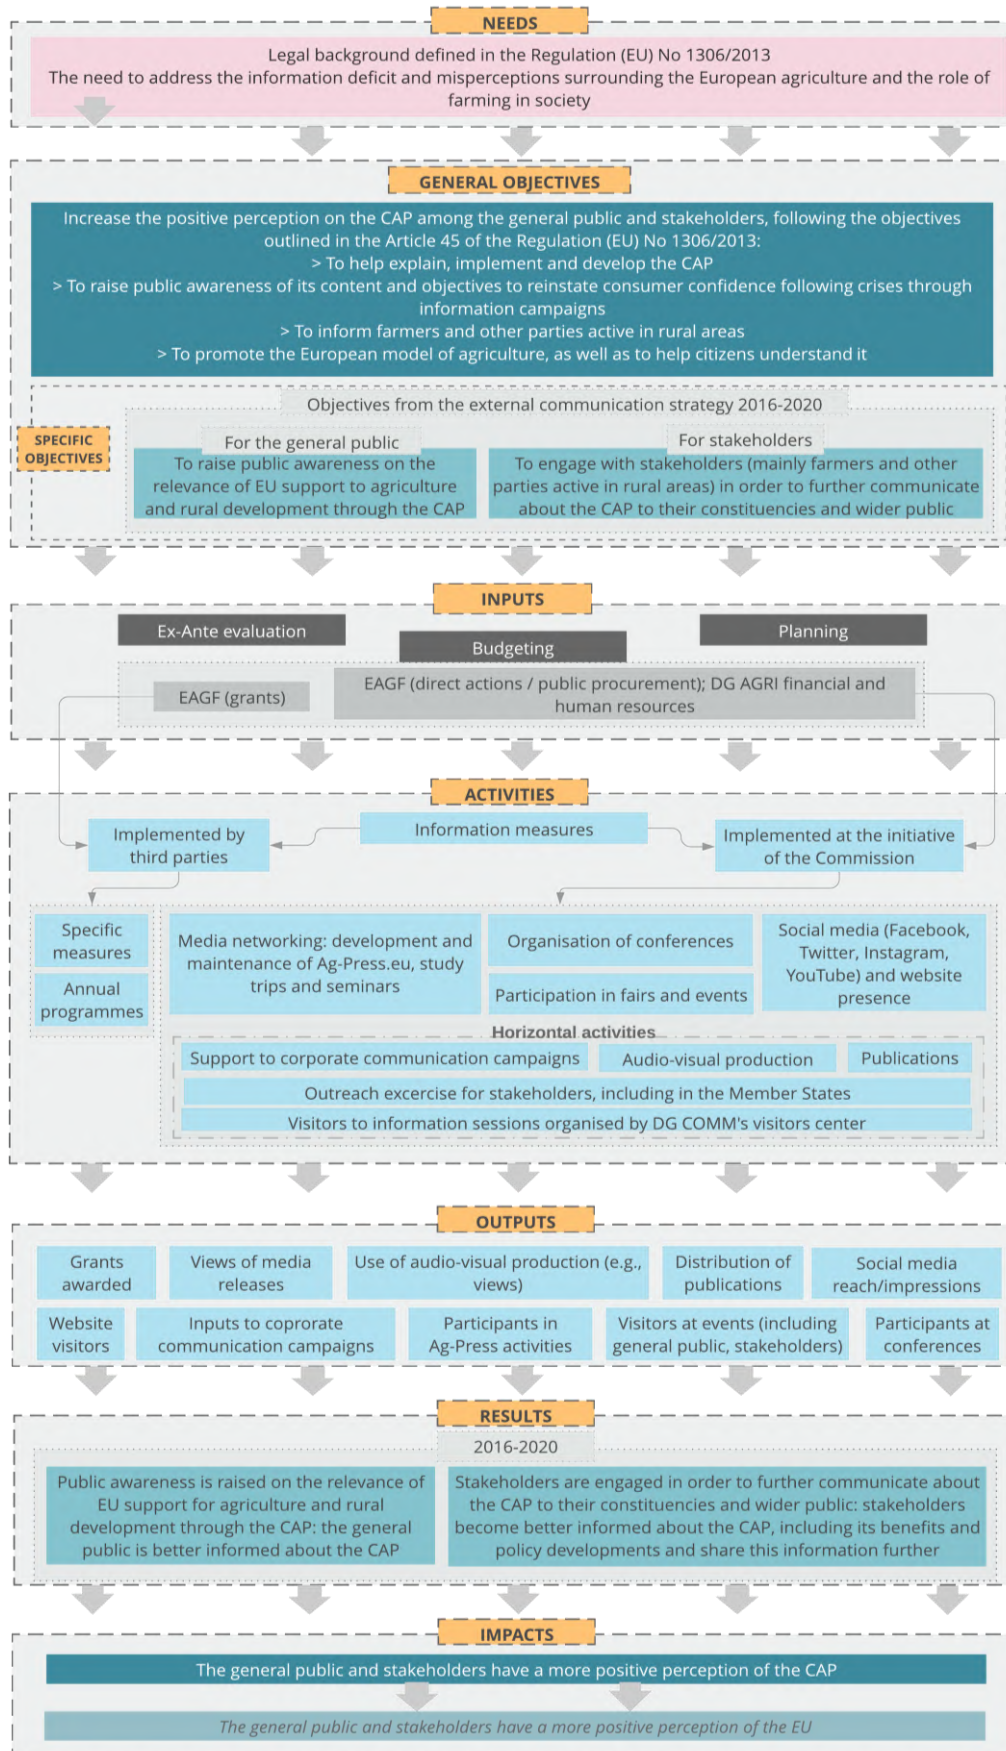 NEEDS
Legal background defined in the Regulation (EU) No 1306/2013
The need to address the information deficit and misperceptions surrounding the European agriculture and the role of
farming in society
GENERAL OBJECTIVES
Increase the positive perception on the CAP among the general public and stakeholders, following the objectives
outlined in the Article 45 of the Regulation (EU) No 1306/2013:
> To help explain, implement and develop the CAP
> To raise public awareness of its content and objectives to reinstate consumer confidence following crises through
information campaigns
> To inform farmers and other parties active in rural areas
> To promote the European model of agriculture, as well as to help citizens understand it
Objectives from the external communication strategy 2016-2020
SPECIFIC
OBJECTIVES
For the general public
To raise public awareness on the
relevance of EU support to agriculture
and rural development through the CAP
For stakeholders
To engage with stakeholders (mainly farmers and other
parties active in rural areas) in order to further communicate
about the CAP to their constituencies and wider public
INPUTS
Ex-Ante evaluation
Budgeting
Planning
EAGF (grants)
EAGF (direct actions / public procurement); DG AGRI financial and
human resources
ACTIVITIES
Implemented by
third parties
Information measures
Implemented at the initiative
of the Commission
Specific
measures
Annual
programmes
Media networking: development and
maintenance of Ag-Press.eu, study
trips and seminars
Organisation of conferences
Participation in fairs and events
Social media (Facebook,
Twitter, Instagram,
YouTube) and website
presence
Horizontal activities
Support to corporate communication campaigns
Audio-visual production
Publications
Outreach excercise for stakeholders, including in the Member States
Visitors to information sessions organised by DG COMM's visitors center
OUTPUTS
Grants
awarded
Views of media
releases
Use of audio-visual production (e.g.,
views)
Distribution of
publications
Social media
reach/impressions
Website
visitors
Inputs to coprorate
communication campaigns
Participants in
Ag-Press activities
Visitors at events (including
general public, stakeholders)
Participants at
conferences
RESULTS
2016-2020
Public awareness is raised on the relevance of
EU support for agriculture and rural
development through the CAP: the general
public is better informed about the CAP
Stakeholders are engaged in order to further communicate about
the CAP to their constituencies and wider public: stakeholders
become better informed about the CAP, including its benefits and
policy developments and share this information further
IMPACTS
The general public and stakeholders have a more positive perception of the CAP
The general public and stakeholders have a more positive perception of the EU